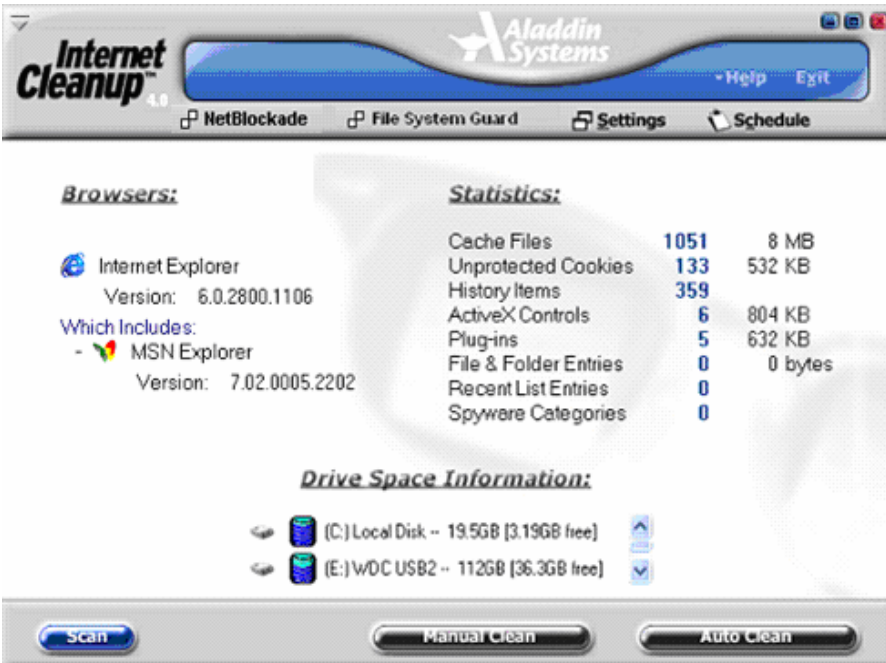 Internet
Cleanup™
4.0
Aladdin
Systems
Help Exit
NetBlockade File System Guard Settings Schedule
Browsers:
Internet Explorer
Version: 6.0.2800.1106
Which Includes:
- MSN Explorer
Version: 7.02.0005.2202
Statistics:
Cache Files 1051 8 MB
Unprotected Cookies 133 532 KB
History Items 359
ActiveX Controls 6 804 KB
Plug-ins 5 632 KB
File & Folder Entries 0 0 bytes
Recent List Entries 0
Spyware Categories 0
Drive Space Information:
(C:) Local Disk -- 19.5GB [3.19GB free]
(E:) WDC USB2 -- 112GB [36.3GB free]
Scan Manual Clean Auto Clean